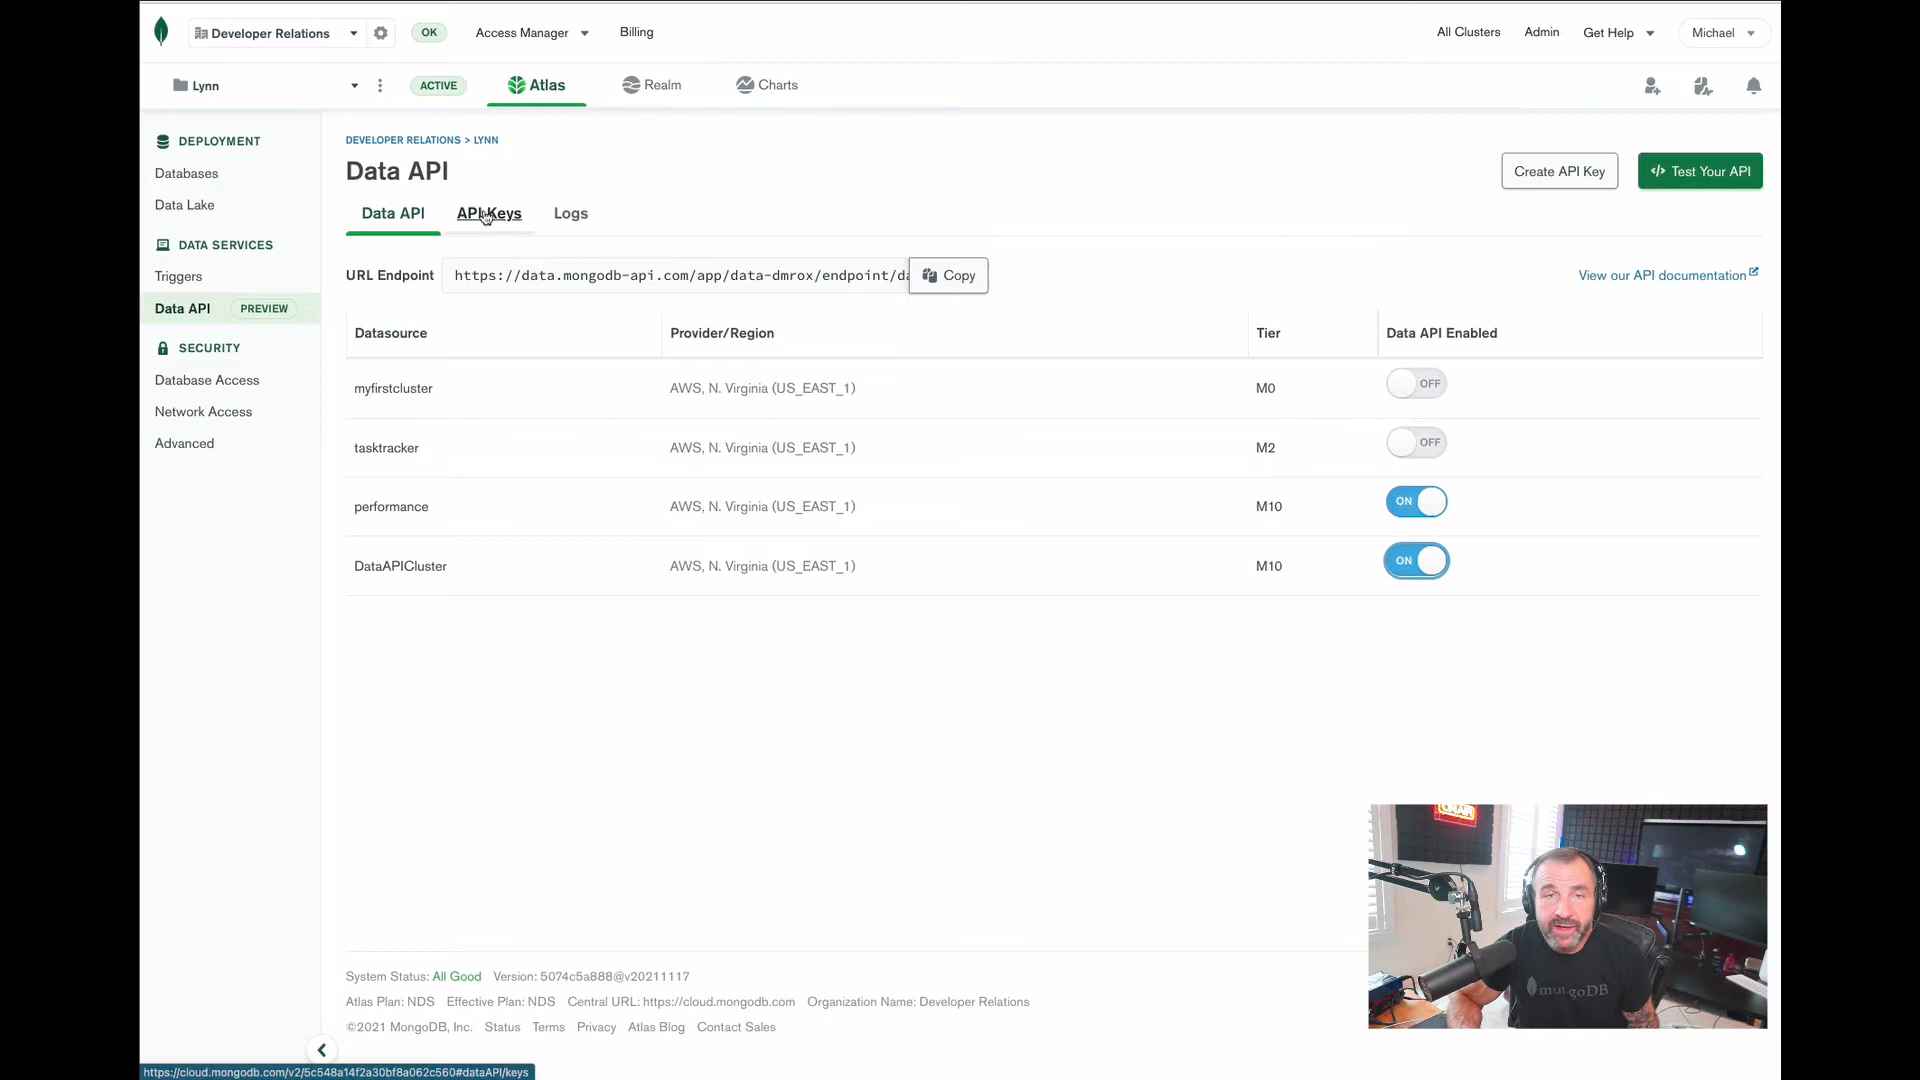 Developer Relations
OK
Access Manager
Billing
All Clusters
Admin
Get Help
Michael
Lynn
ACTIVE
Atlas
Realm
Charts
DEPLOYMENT
Databases
Data Lake
DATA SERVICES
Triggers
Data API PREVIEW
SECURITY
Database Access
Network Access
Advanced
DEVELOPER RELATIONS > LYNN
Data API
Create API Key
Test Your API
Data API
API Keys
Logs
URL Endpoint https://data.mongodb-api.com/app/data-dmrox/endpoint/da Copy
View our API documentation
Datasource Provider/Region Tier Data API Enabled
myfirstcluster AWS, N. Virginia (US_EAST_1) M0 OFF
tasktracker AWS, N. Virginia (US_EAST_1) M2 OFF
performance AWS, N. Virginia (US_EAST_1) M10 ON
DataAPICluster AWS, N. Virginia (US_EAST_1) M10 ON
ON AIR
mongoDB
System Status: All Good Version: 5074c5a888@v20211117
Atlas Plan: NDS Effective Plan: NDS Central URL: https://cloud.mongodb.com Organization Name: Developer Relations
©2021 MongoDB, Inc. Status Terms Privacy Atlas Blog Contact Sales
https://cloud.mongodb.com/v2/5c548a14f2a30bf8a062c560#dataAPI/keys